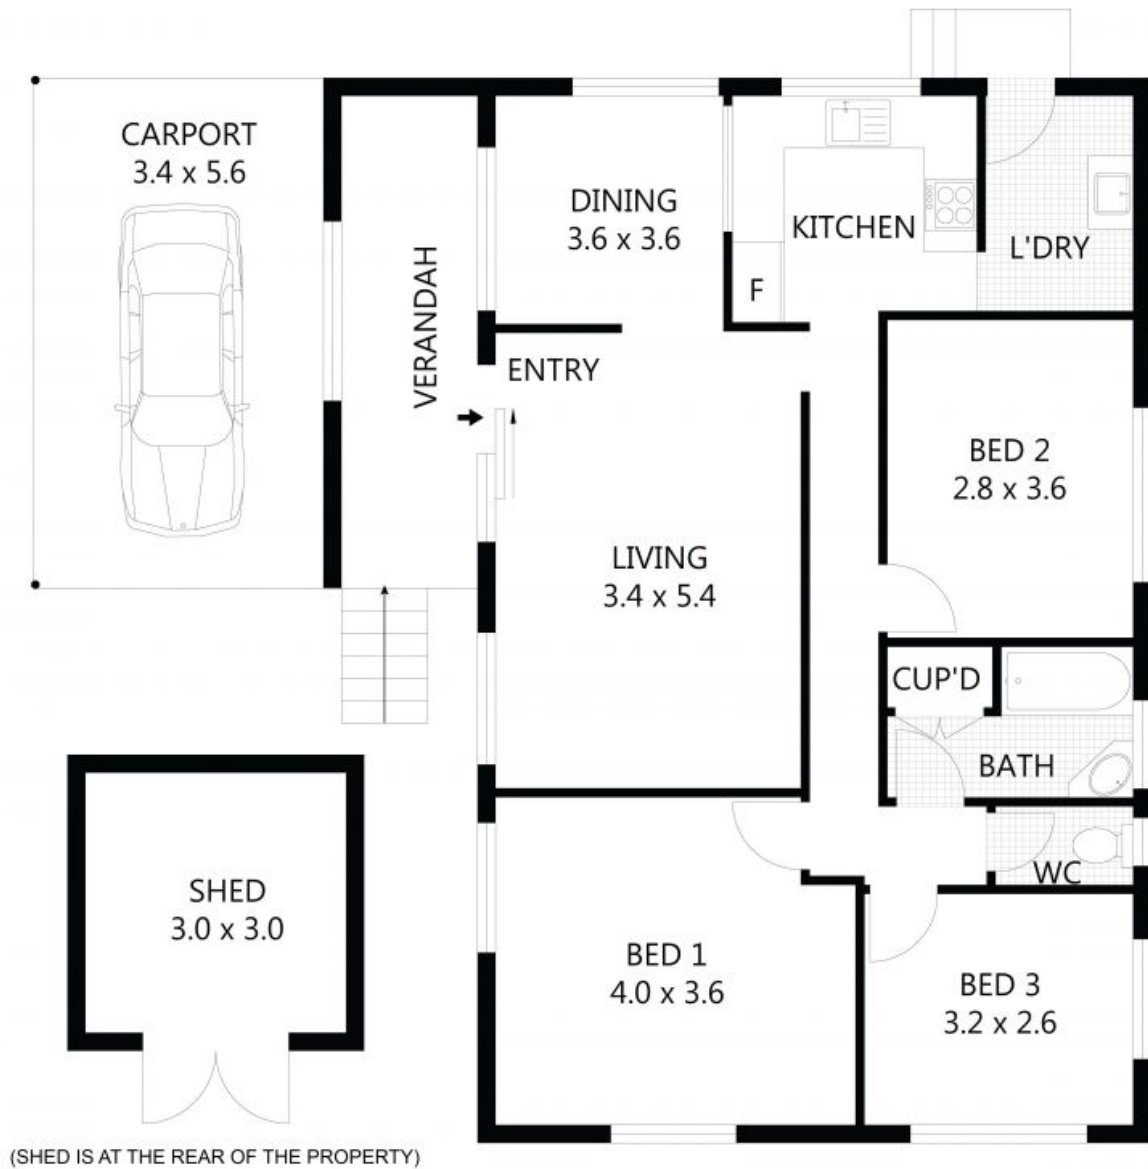 CARPORT
3.4 x 5.6
VERANDAH
DINING
3.6 x 3.6
KITCHEN
F
L'DRY
ENTRY
LIVING
3.4 x 5.4
BED 2
2.8 x 3.6
CUP'D
BATH
WC
BED 1
4.0 x 3.6
BED 3
3.2 x 2.6
SHED
3.0 x 3.0
(SHED IS AT THE REAR OF THE PROPERTY)